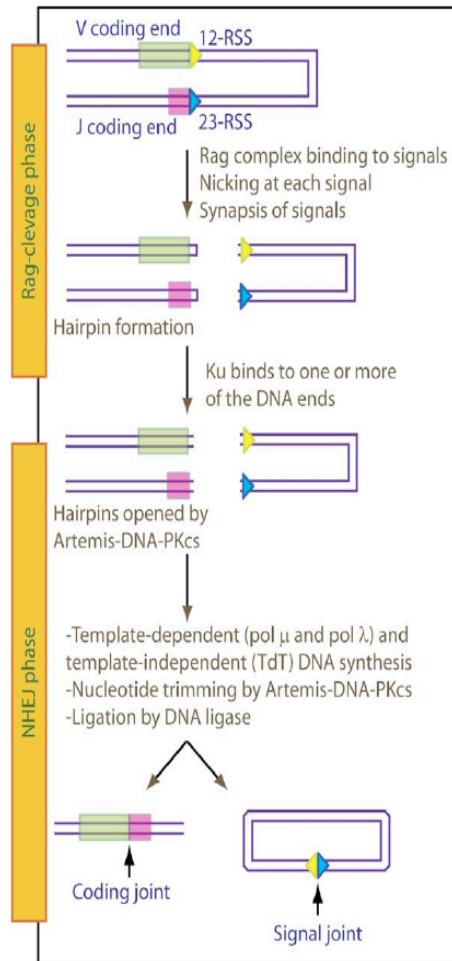 V coding end
12-RSS
J coding end
23-RSS
Rag-clevage phase
Rag complex binding to signals
Nicking at each signal
Synapsis of signals
Hairpin formation
Ku binds to one or more
of the DNA ends
Hairpins opened by
Artemis-DNA-PKcs
NHEJ phase
-Template-dependent (pol μ and pol λ) and
template-independent (TdT) DNA synthesis
-Nucleotide trimming by Artemis-DNA-PKcs
-Ligation by DNA ligase
Coding joint
Signal joint